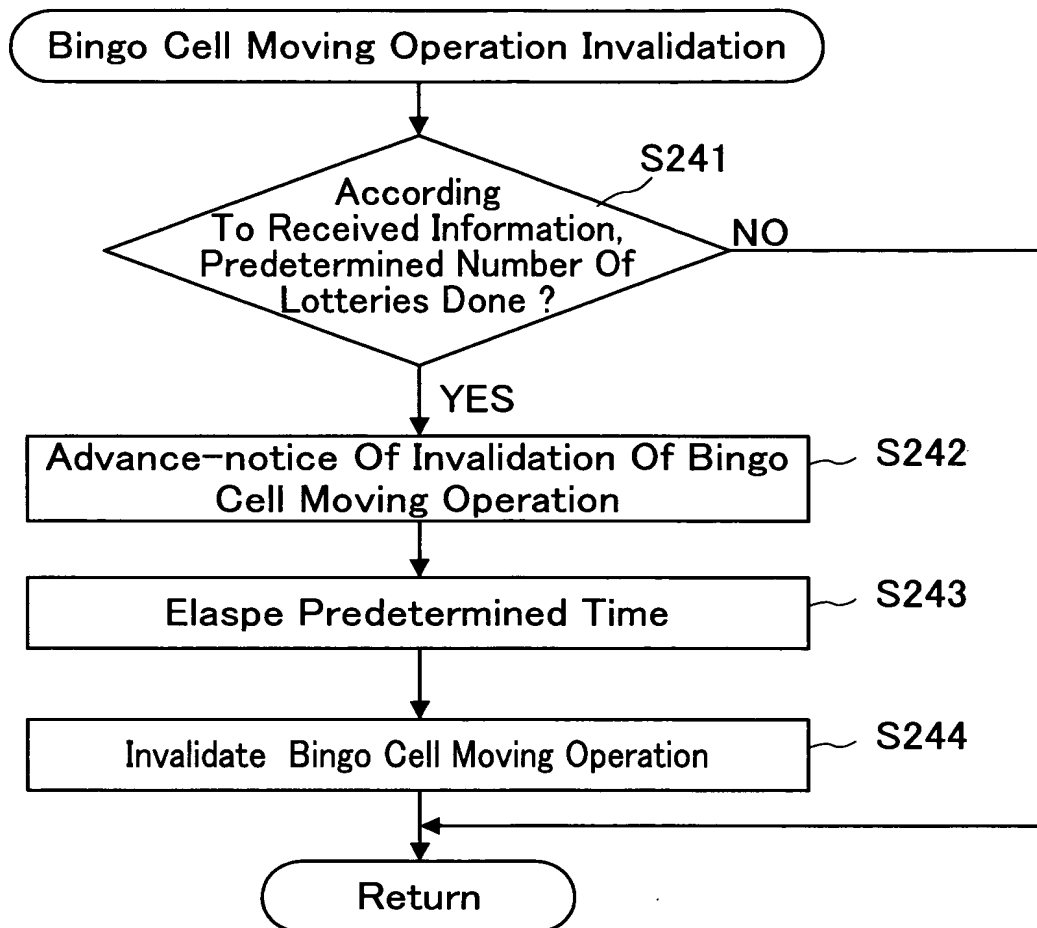 Bingo Cell Moving Operation Invalidation
S241
According
To Received Information,
Predetermined Number Of
Lotteries Done ?
NO
YES
Advance-notice Of Invalidation Of Bingo
Cell Moving Operation
S242
Elaspe Predetermined Time
S243
Invalidate Bingo Cell Moving Operation
S244
Return